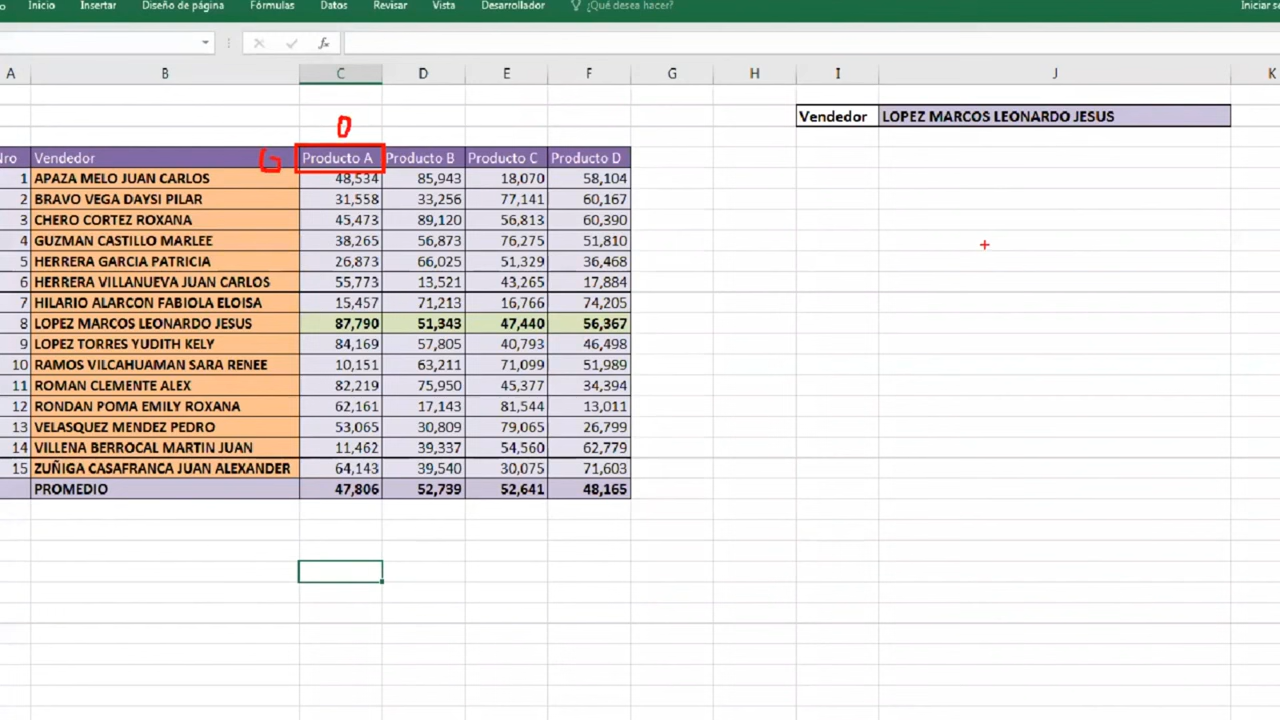 Inicio Insertar Diseño de página Fórmulas Datos Revisar Vista Desarrollador ¿Qué desea hacer? Iniciar
fx
A B C D E F G H I J K
Vendedor LOPEZ MARCOS LEONARDO JESUS
0
Nro Vendedor Producto A Producto B Producto C Producto D
1 APAZA MELO JUAN CARLOS 48,534 85,943 18,070 58,104
2 BRAVO VEGA DAYSI PILAR 31,558 33,256 77,141 60,167
3 CHERO CORTEZ ROXANA 45,473 89,120 56,813 60,390
4 GUZMAN CASTILLO MARLEE 38,265 56,873 76,275 51,810
5 HERRERA GARCIA PATRICIA 26,873 66,025 51,329 36,468
6 HERRERA VILLANUEVA JUAN CARLOS 55,773 13,521 43,265 17,884
7 HILARIO ALARCON FABIOLA ELOISA 15,457 71,213 16,766 74,205
8 LOPEZ MARCOS LEONARDO JESUS 87,790 51,343 47,440 56,367
9 LOPEZ TORRES YUDITH KELY 84,169 57,805 40,793 46,498
10 RAMOS VILCAHUAMAN SARA RENEE 10,151 63,211 71,099 51,989
11 ROMAN CLEMENTE ALEX 82,219 75,950 45,377 34,394
12 RONDAN POMA EMILY ROXANA 62,161 17,143 81,544 13,011
13 VELASQUEZ MENDEZ PEDRO 53,065 30,809 79,065 26,799
14 VILLENA BERROCAL MARTIN JUAN 11,462 39,337 54,560 62,779
15 ZUÑIGA CASAFRANCA JUAN ALEXANDER 64,143 39,540 30,075 71,603
PROMEDIO 47,806 52,739 52,641 48,165